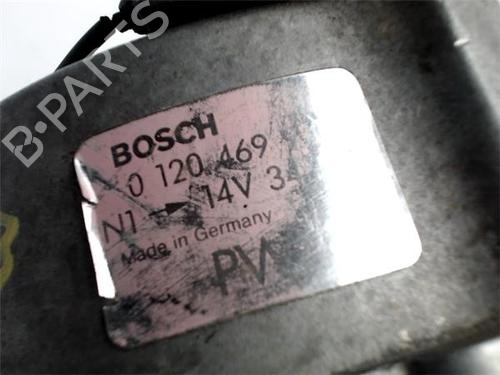 BOSCH
0 120 469
N1 → 14V 3
Made in Germany
PV
B-PARTS